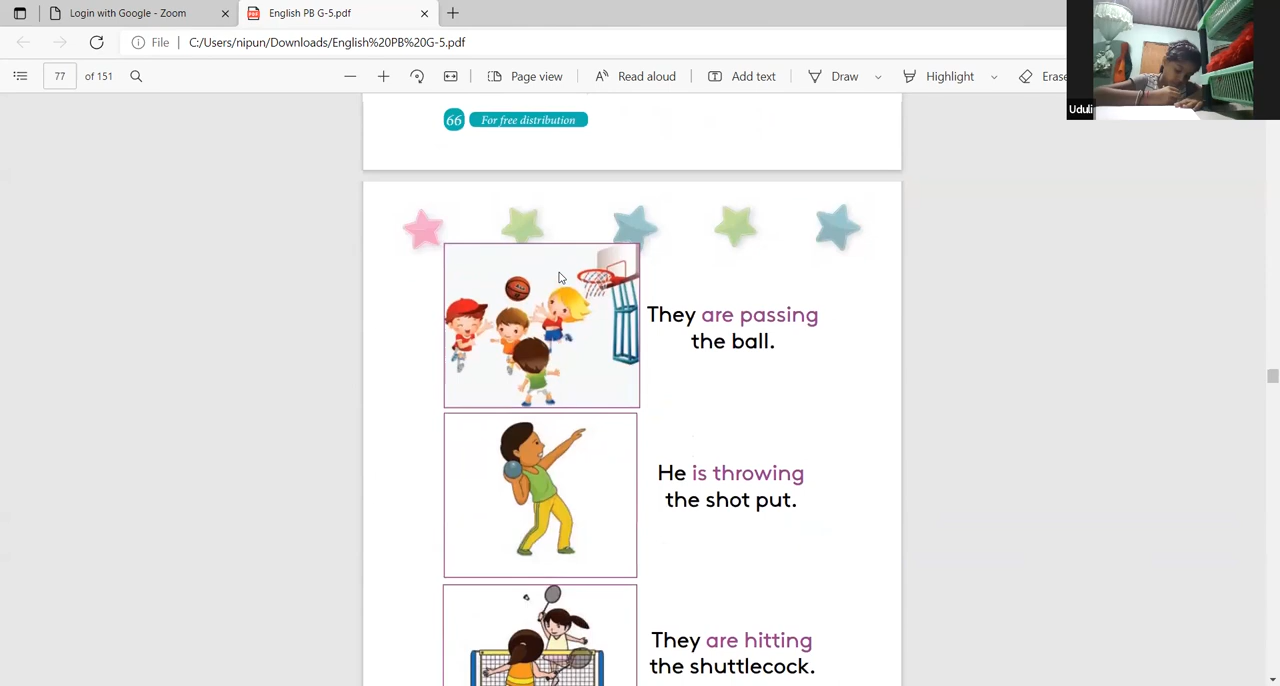 Login with Google - Zoom
English PB G-5.pdf
File
C:/Users/nipun/Downloads/English%20PB%20G-5.pdf
77 of 151
Page view
Read aloud
Add text
Draw
Highlight
Erase
Uduli
66 For free distribution
They are passing
the ball.
He is throwing
the shot put.
They are hitting
the shuttlecock.